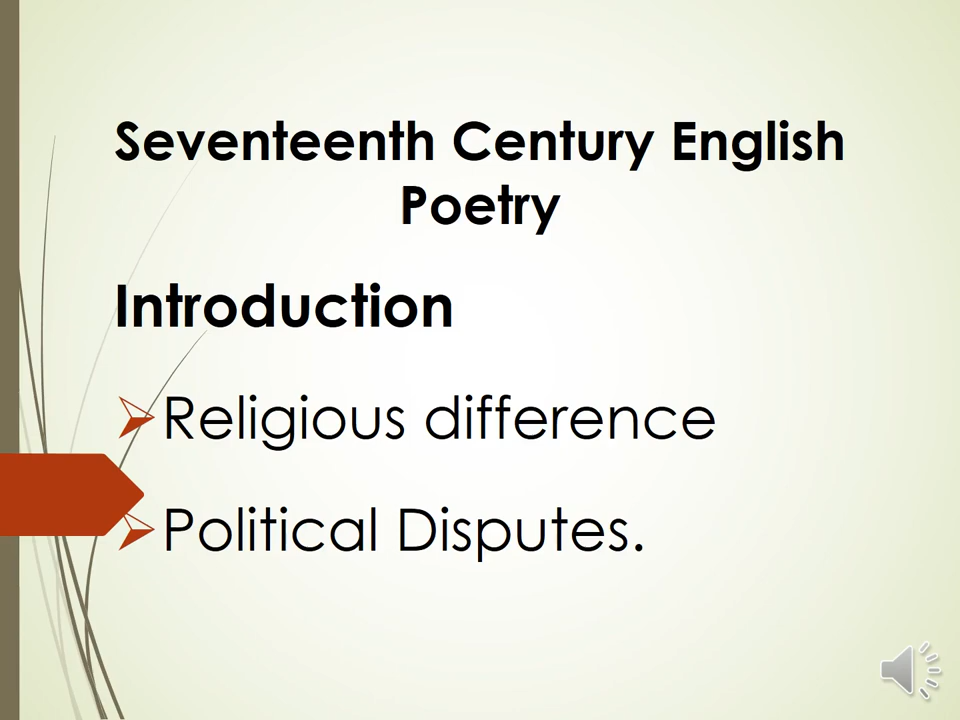 Seventeenth Century English
Poetry
Introduction
Religious difference
Political Disputes.